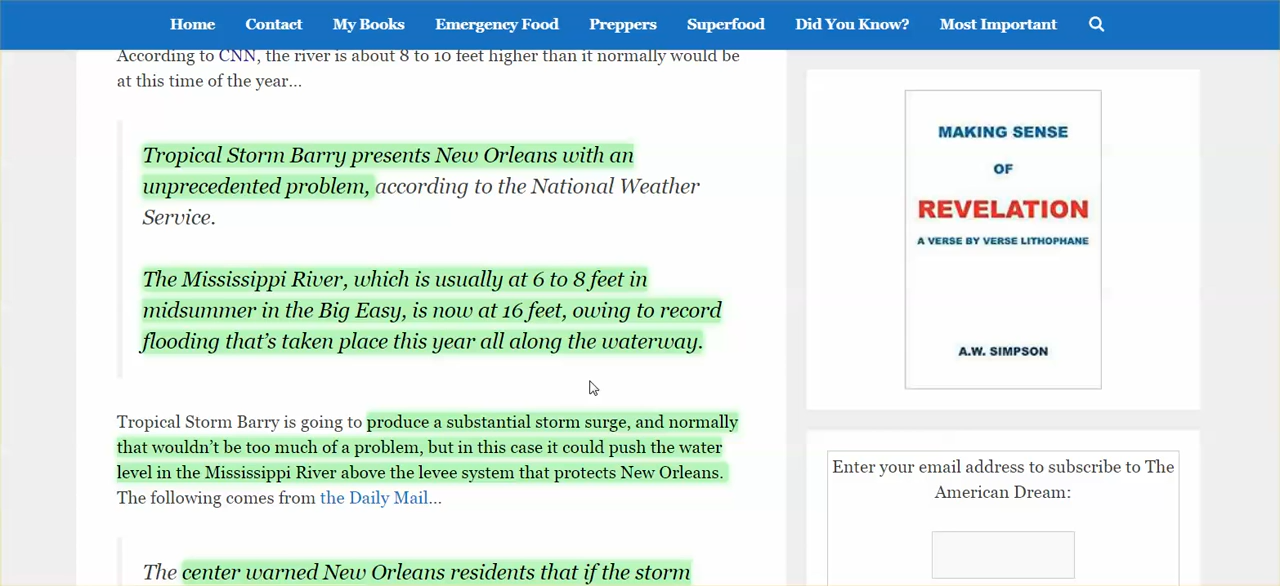 Home Contact My Books Emergency Food Preppers Superfood Did You Know? Most Important
According to CNN, the river is about 8 to 10 feet higher than it normally would be
at this time of the year...
Tropical Storm Barry presents New Orleans with an
unprecedented problem, according to the National Weather
Service.
The Mississippi River, which is usually at 6 to 8 feet in
midsummer in the Big Easy, is now at 16 feet, owing to record
flooding that's taken place this year all along the waterway.
Tropical Storm Barry is going to produce a substantial storm surge, and normally
that wouldn't be too much of a problem, but in this case it could push the water
level in the Mississippi River above the levee system that protects New Orleans.
The following comes from the Daily Mail...
The center warned New Orleans residents that if the storm
MAKING SENSE
OF
REVELATION
A VERSE BY VERSE LITHOPHANE
A.W. SIMPSON
Enter your email address to subscribe to The
American Dream: